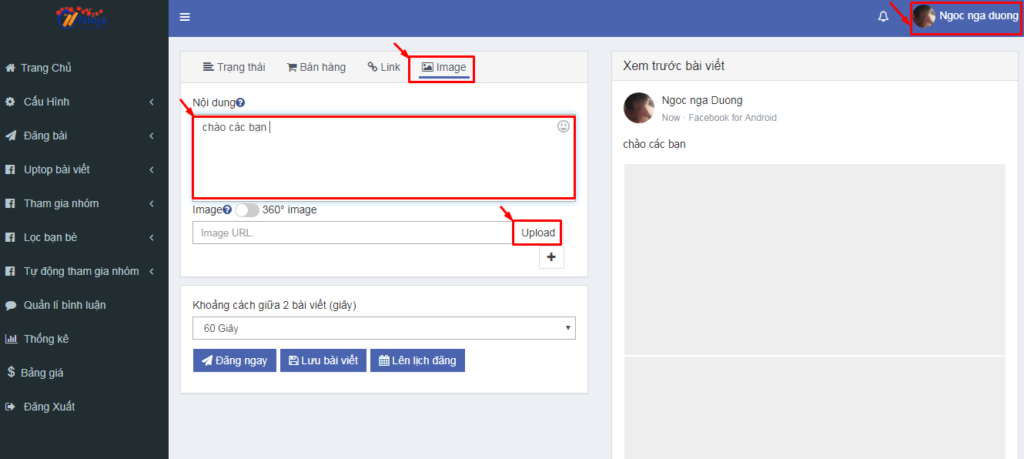 Ngoc nga duong
Trang Chủ
Cấu Hình
Đăng bài
Uptop bài viết
Tham gia nhóm
Lọc bạn bè
Tự động tham gia nhóm
Quản lí bình luận
Thống kê
$ Bảng giá
Đăng Xuất
Trạng thái Bán hàng Link Image
Nội dung
chào các bạn
Image 360° image
Image URL. Upload
+
Khoảng cách giữa 2 bài viết (giây)
60 Giây
Đăng ngay Lưu bài viết Lên lịch đăng
Xem trước bài viết
Ngoc nga Duong
Now · Facebook for Android
chào các bạn